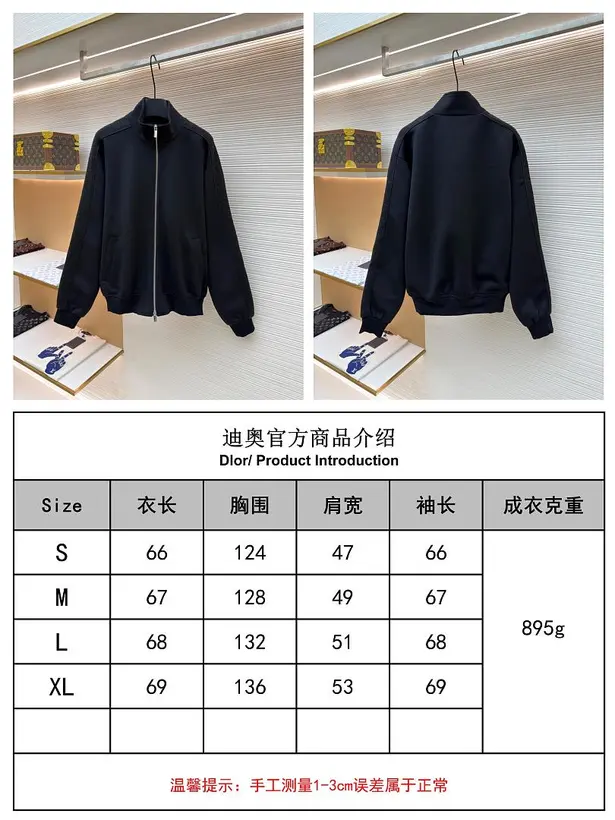 迪奥官方商品介绍
DIor/ Product Introduction
Size 衣长 胸围 肩宽 袖长 成衣克重
S 66 124 47 66
M 67 128 49 67
L 68 132 51 68
XL 69 136 53 69
895g
温馨提示：手工测量1-3cm误差属于正常